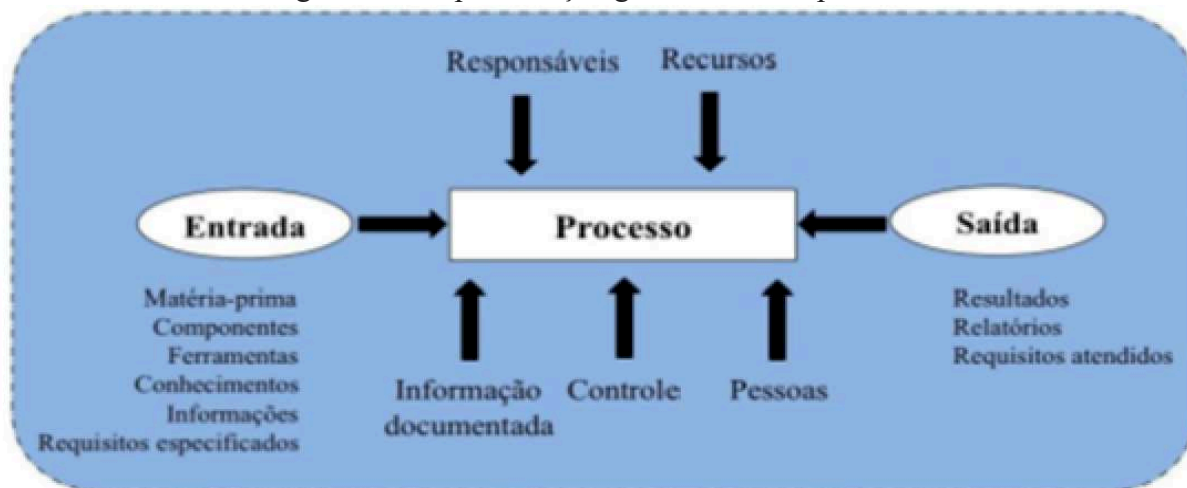 Responsáveis Recursos
Entrada
Processo
Saída
Matéria-prima
Componentes
Ferramentas
Conhecimentos
Informações
Requisitos especificados
Resultados
Relatórios
Requisitos atendidos
Informação
documentada
Controle
Pessoas